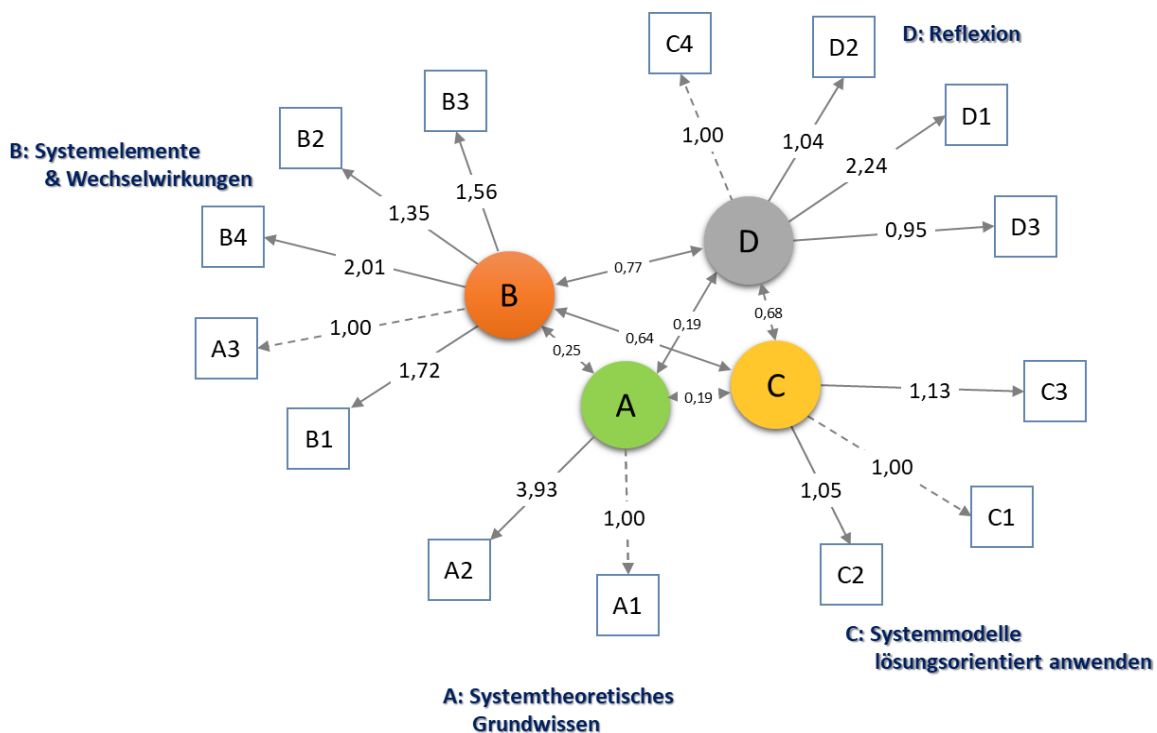 C4
D2
D: Reflexion
B3
D1
B2
B: Systemelemente
& Wechselwirkungen
1,00
1,04
2,24
1,56
1,35
B4
D
0,95
D3
2,01
0,77
B
A3
1,00
0,19
0,68
0,64
0,25
1,72
A
0,19
C
1,13
C3
B1
1,00
3,93
1,00
1,05
C1
A2
C2
A1
C: Systemmodelle
lösungsorientiert anwenden
A: Systemtheoretisches
Grundwissen